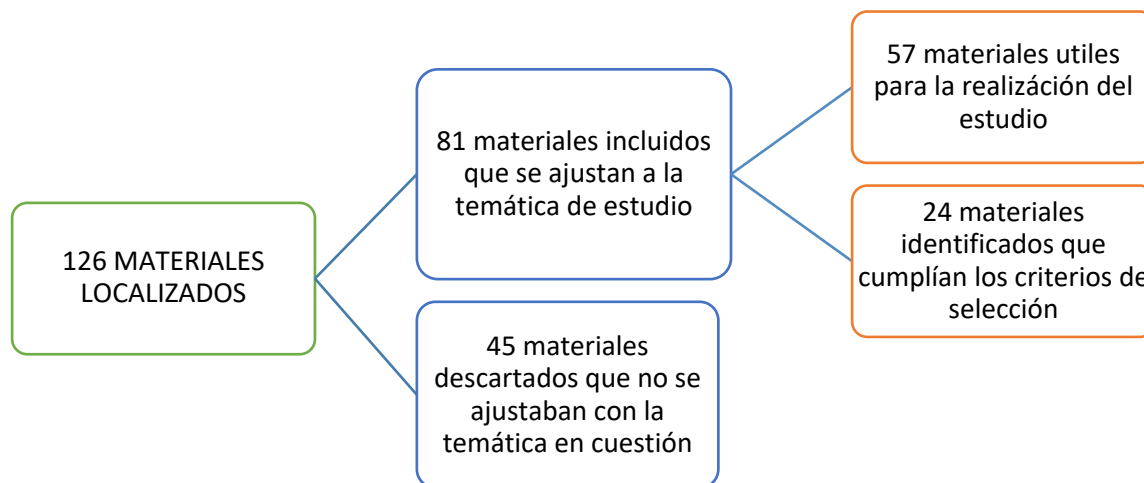 126 MATERIALES
LOCALIZADOS
81 materiales incluidos
que se ajustan a la
temática de estudio
45 materiales
descartados que no se
ajustaban con la
temática en cuestión
57 materiales utiles
para la realizáción del
estudio
24 materiales
identificados que
cumplían los criterios de
selección